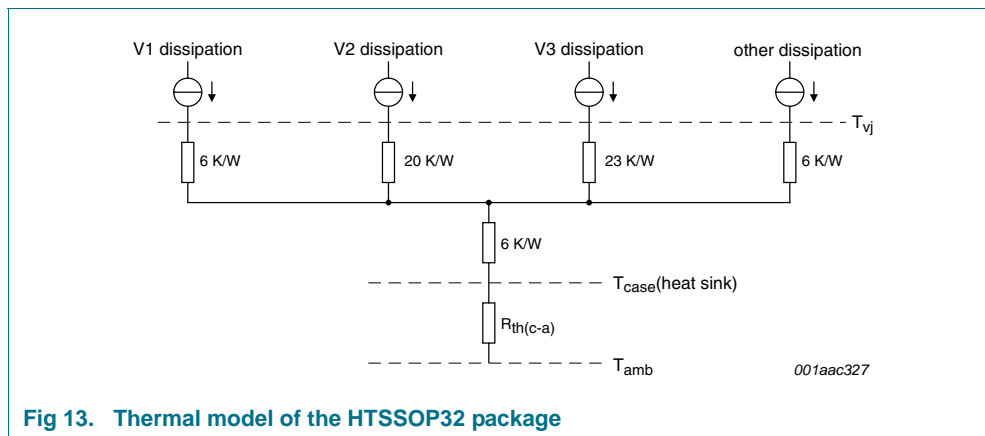 V1 dissipation V2 dissipation V3 dissipation other dissipation
Tvj
6 K/W 20 K/W 23 K/W 6 K/W
6 K/W
Tcase(heat sink)
Rth(c-a)
Tamb
001aac327
Fig 13. Thermal model of the HTSSOP32 package